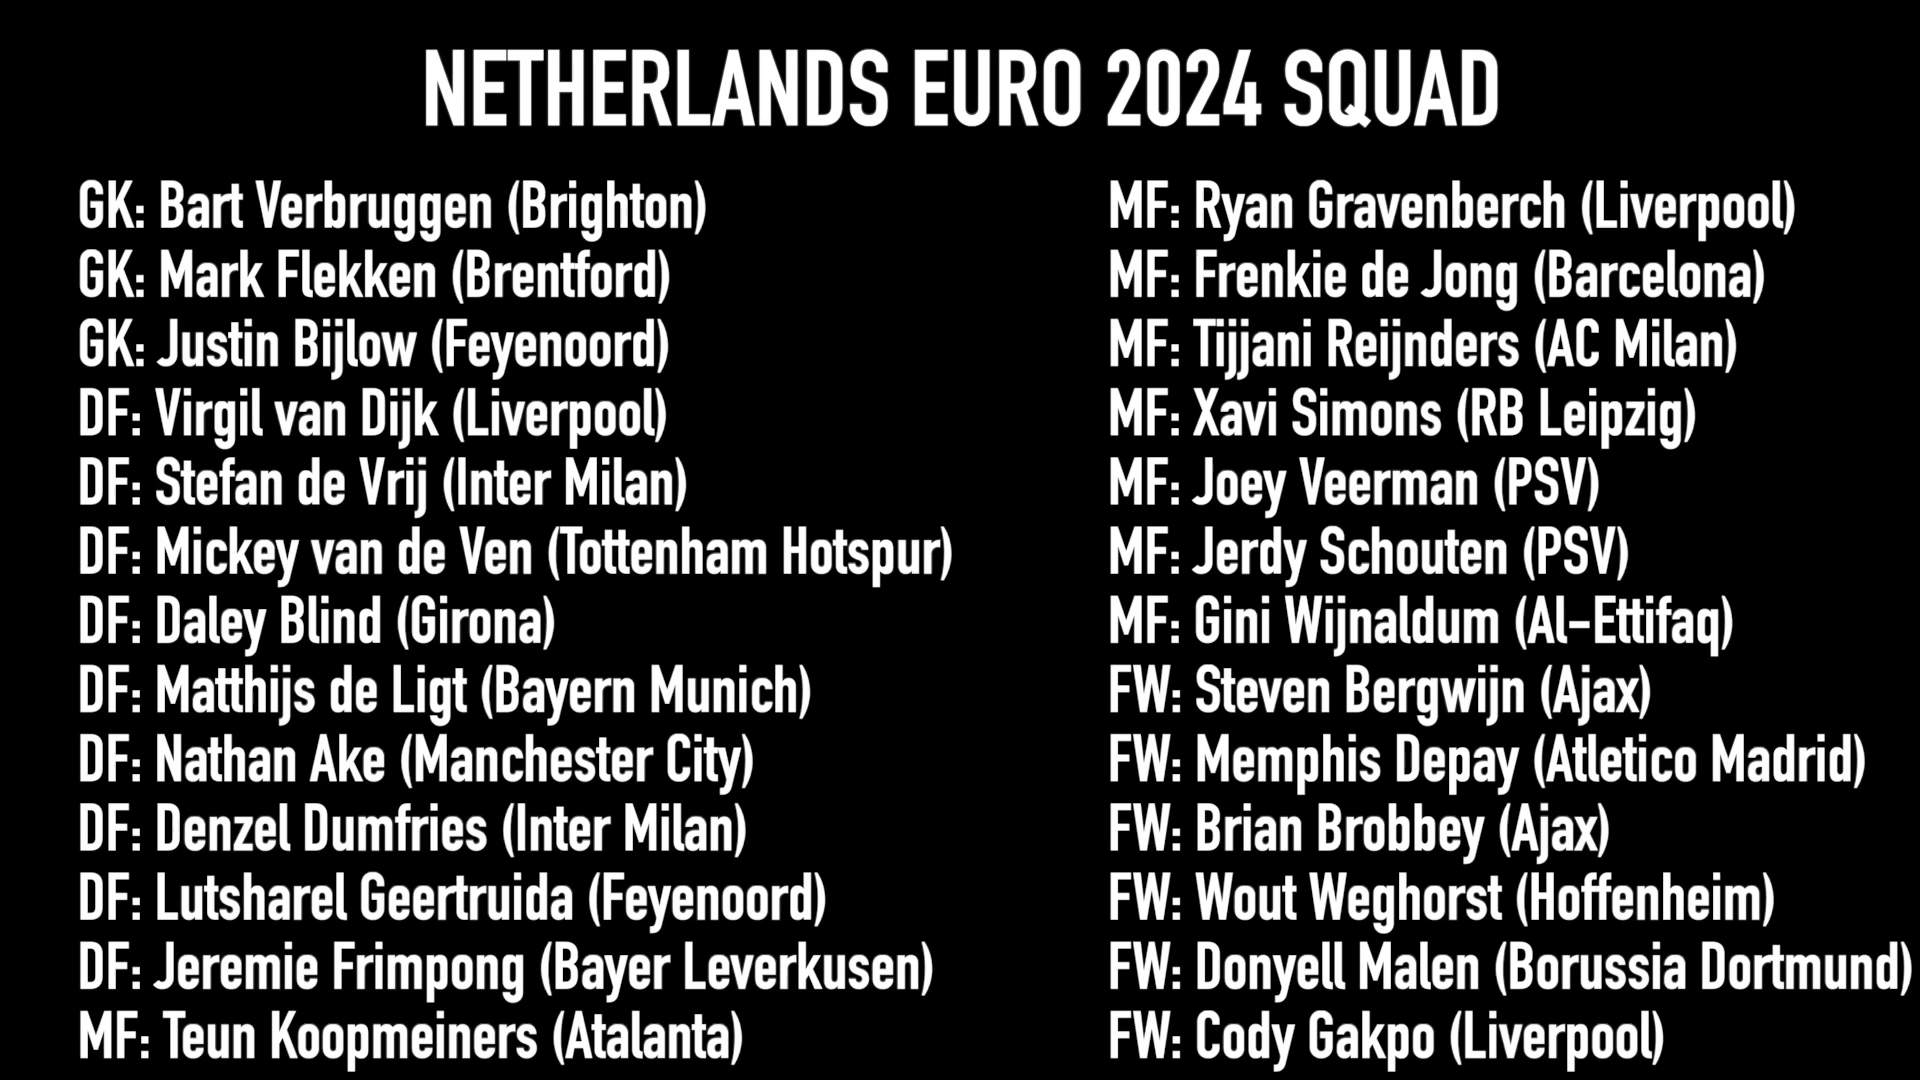 NETHERLANDS EURO 2024 SQUAD
GK: Bart Verbruggen (Brighton)
GK: Mark Flekken (Brentford)
GK: Justin Bijlow (Feyenoord)
DF: Virgil van Dijk (Liverpool)
DF: Stefan de Vrij (Inter Milan)
DF: Mickey van de Ven (Tottenham Hotspur)
DF: Daley Blind (Girona)
DF: Matthijs de Ligt (Bayern Munich)
DF: Nathan Ake (Manchester City)
DF: Denzel Dumfries (Inter Milan)
DF: Lutsharel Geertruida (Feyenoord)
DF: Jeremie Frimpong (Bayer Leverkusen)
MF: Teun Koopmeiners (Atalanta)
MF: Ryan Gravenberch (Liverpool)
MF: Frenkie de Jong (Barcelona)
MF: Tijjani Reijnders (AC Milan)
MF: Xavi Simons (RB Leipzig)
MF: Joey Veerman (PSV)
MF: Jerdy Schouten (PSV)
MF: Gini Wijnaldum (Al-Ettifaq)
FW: Steven Bergwijn (Ajax)
FW: Memphis Depay (Atletico Madrid)
FW: Brian Brobbey (Ajax)
FW: Wout Weghorst (Hoffenheim)
FW: Donyell Malen (Borussia Dortmund)
FW: Cody Gakpo (Liverpool)